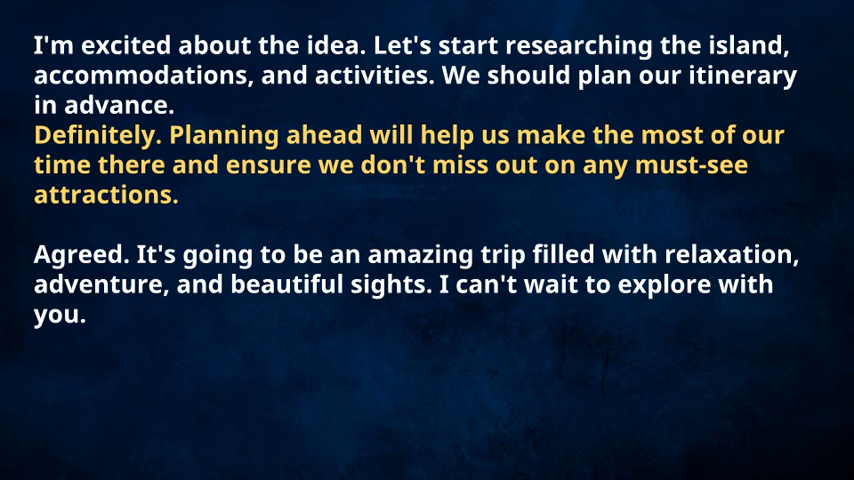 I'm excited about the idea. Let's start researching the island,
accommodations, and activities. We should plan our itinerary
in advance.
Definitely. Planning ahead will help us make the most of our
time there and ensure we don't miss out on any must-see
attractions.
Agreed. It's going to be an amazing trip filled with relaxation,
adventure, and beautiful sights. I can't wait to explore with
you.